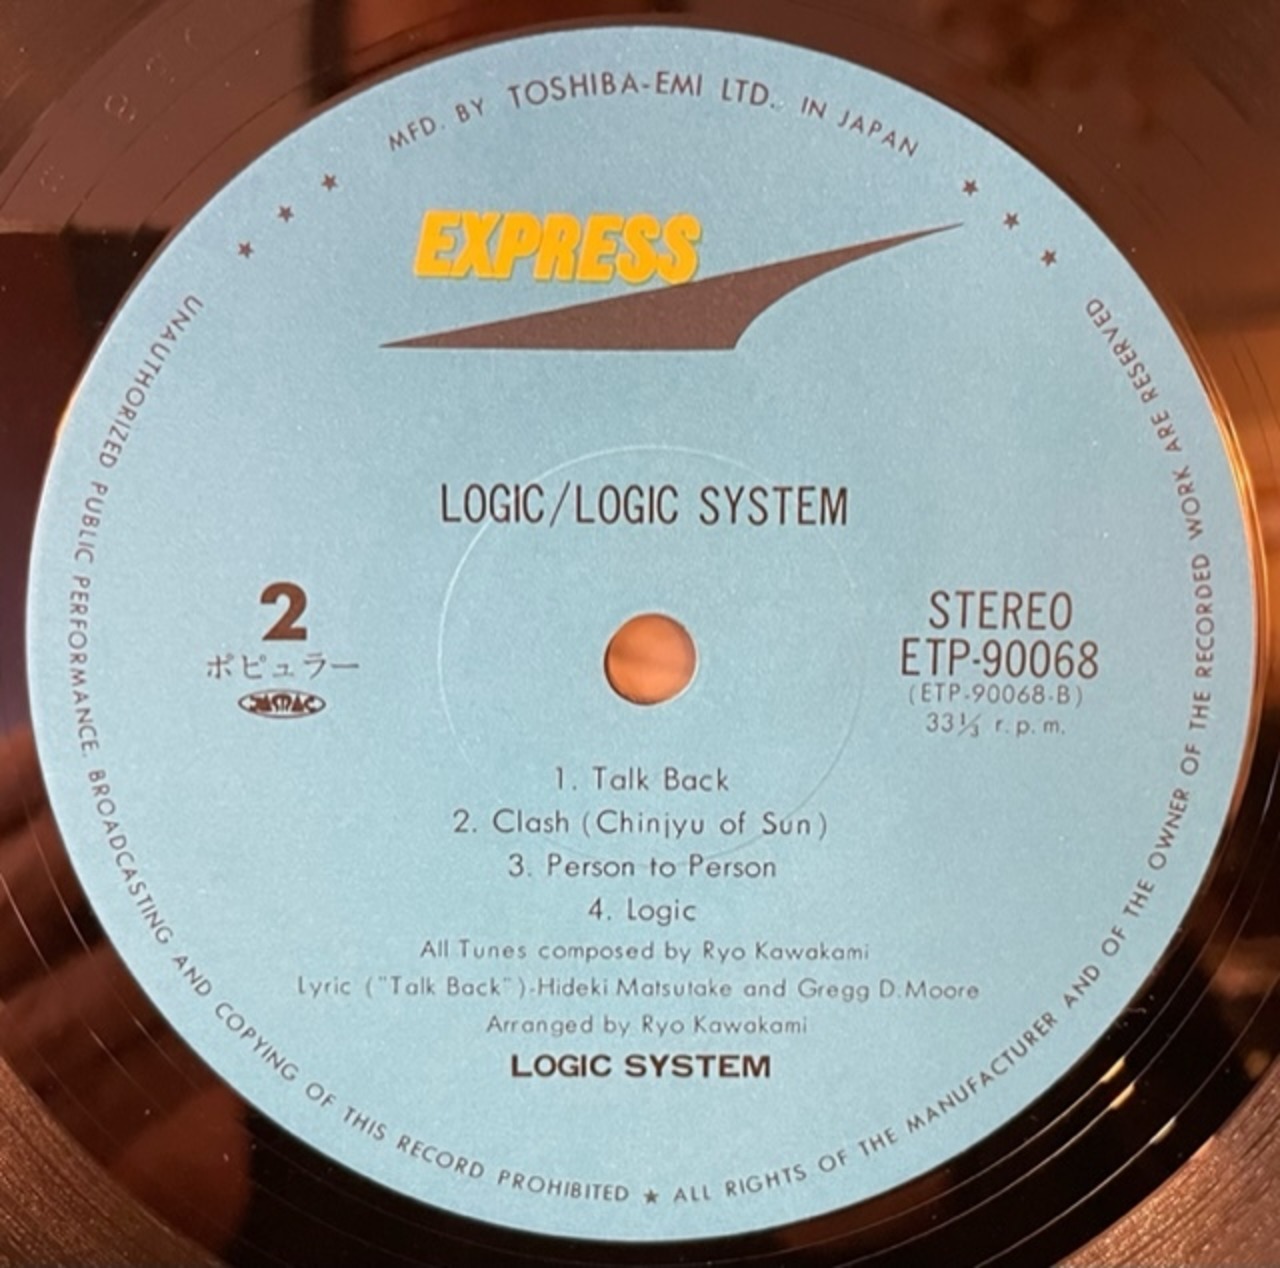 MFD. BY TOSHIBA-EMI LTD. IN JAPAN
EXPRESS
LOGIC/LOGIC SYSTEM
2
ポピュラー
JASRAC
STEREO
ETP-90068
(ETP-90068-B)
33⅓ r.p.m.
1. Talk Back
2. Clash (Chinjyu of Sun)
3. Person to Person
4. Logic
All Tunes composed by Ryo Kawakami
Lyric ("Talk Back")-Hideki Matsutake and Gregg D.Moore
Arranged by Ryo Kawakami
LOGIC SYSTEM
UNAUTHORIZED PUBLIC PERFORMANCE. BROADCASTING AND COPYING OF THIS RECORD PROHIBITED ★ ALL RIGHTS OF THE MANUFACTURER AND OF THE OWNER OF THE RECORDED WORK ARE RESERVED